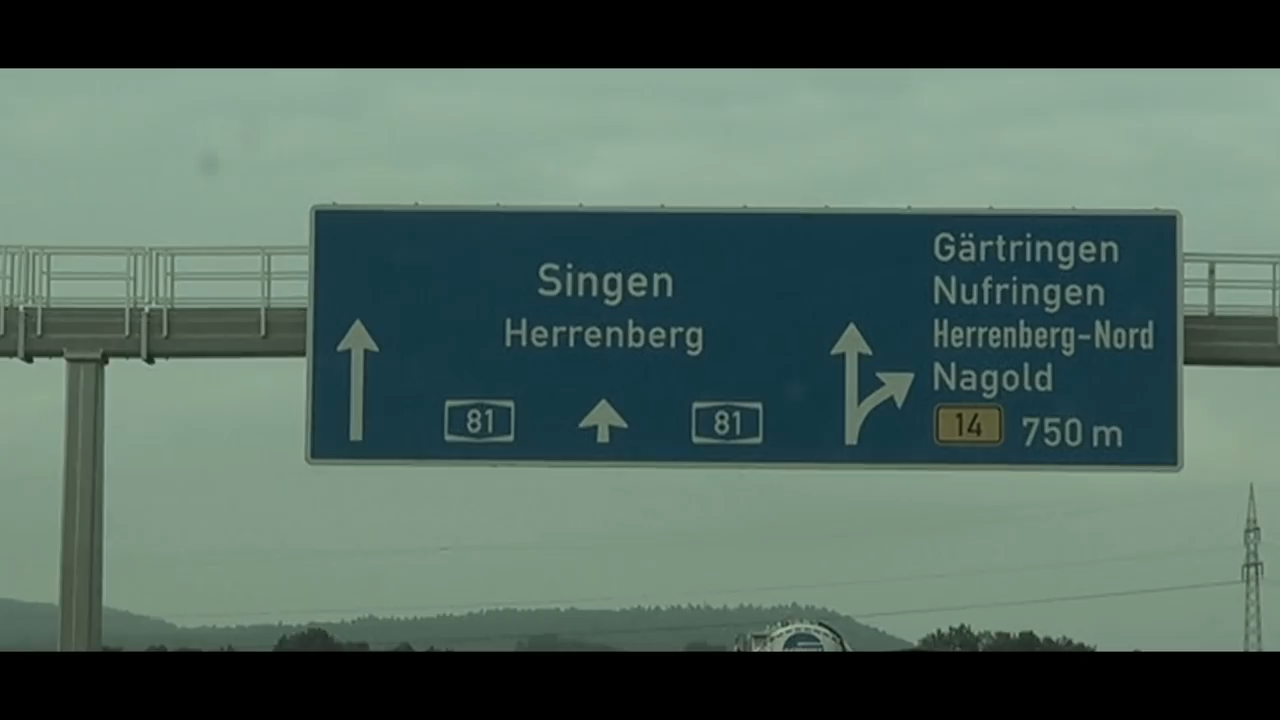 Singen
Herrenberg
81
81
Gärtringen
Nufringen
Herrenberg-Nord
Nagold
14 750 m